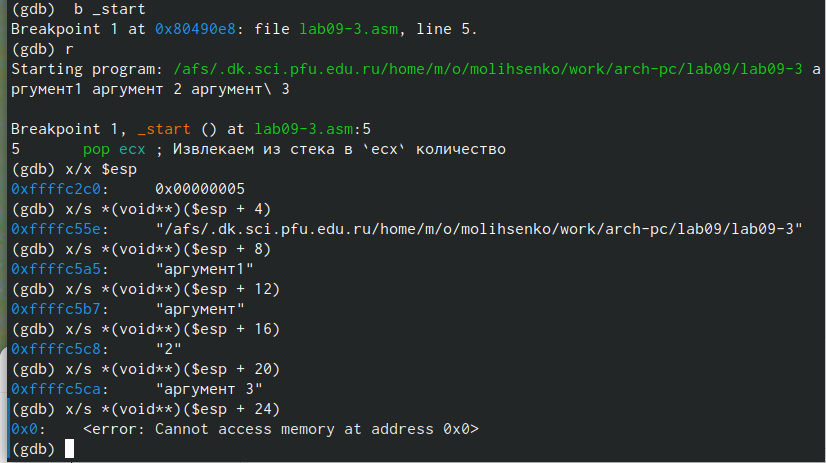 (gdb)  b _start
Breakpoint 1 at 0x80490e8: file lab09-3.asm, line 5.
(gdb) r
Starting program: /afs/.dk.sci.pfu.edu.ru/home/m/o/molihsenko/work/arch-pc/lab09/lab09-3 а
ргумент1 аргумент 2 аргумент\ 3
Breakpoint 1, _start () at lab09-3.asm:5
5       pop ecx ; Извлекаем из стека в `ecx` количество
(gdb) x/x $esp
0xffffc2c0:     0x00000005
(gdb) x/s *(void**)($esp + 4)
0xffffc55e:     "/afs/.dk.sci.pfu.edu.ru/home/m/o/molihsenko/work/arch-pc/lab09/lab09-3"
(gdb) x/s *(void**)($esp + 8)
0xffffc5a5:     "аргумент1"
(gdb) x/s *(void**)($esp + 12)
0xffffc5b7:     "аргумент"
(gdb) x/s *(void**)($esp + 16)
0xffffc5c8:     "2"
(gdb) x/s *(void**)($esp + 20)
0xffffc5ca:     "аргумент 3"
(gdb) x/s *(void**)($esp + 24)
0x0:    <error: Cannot access memory at address 0x0>
(gdb)